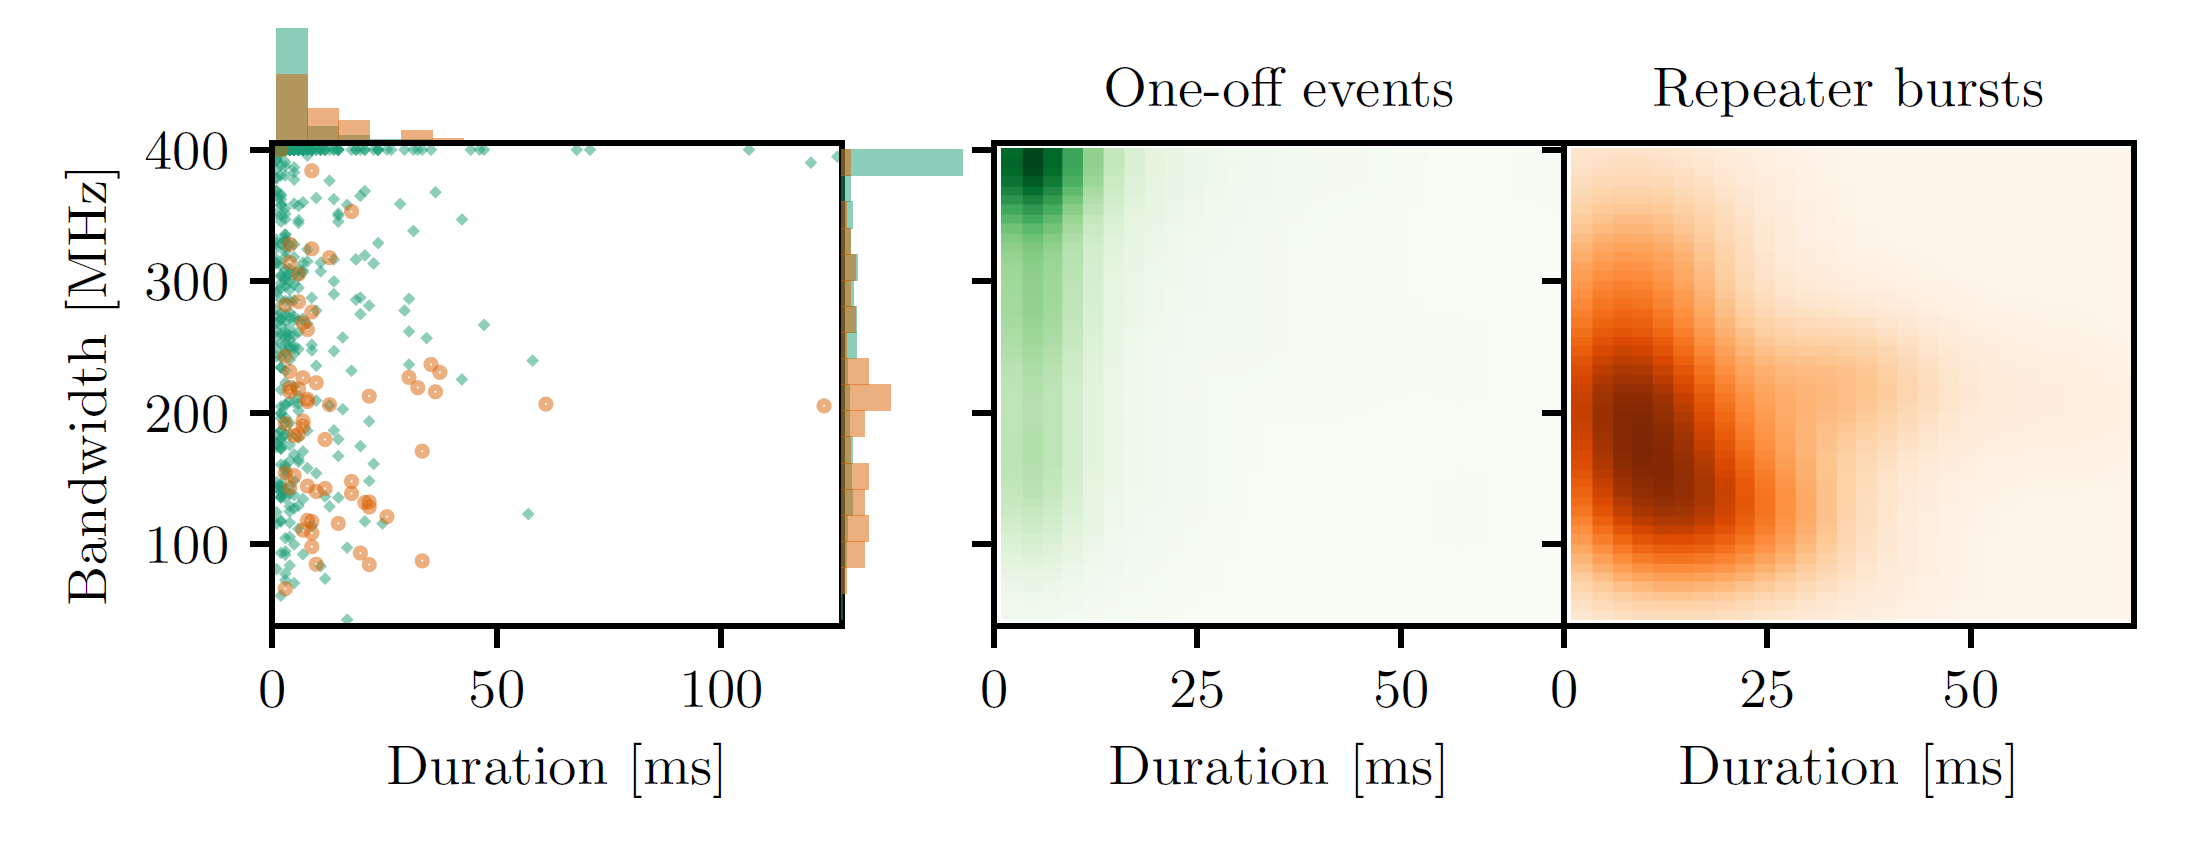 One-off events
Repeater bursts
400
300
200
100
Bandwidth [MHz]
0
50
100
0
25
50
0
25
50
Duration [ms]
Duration [ms]
Duration [ms]